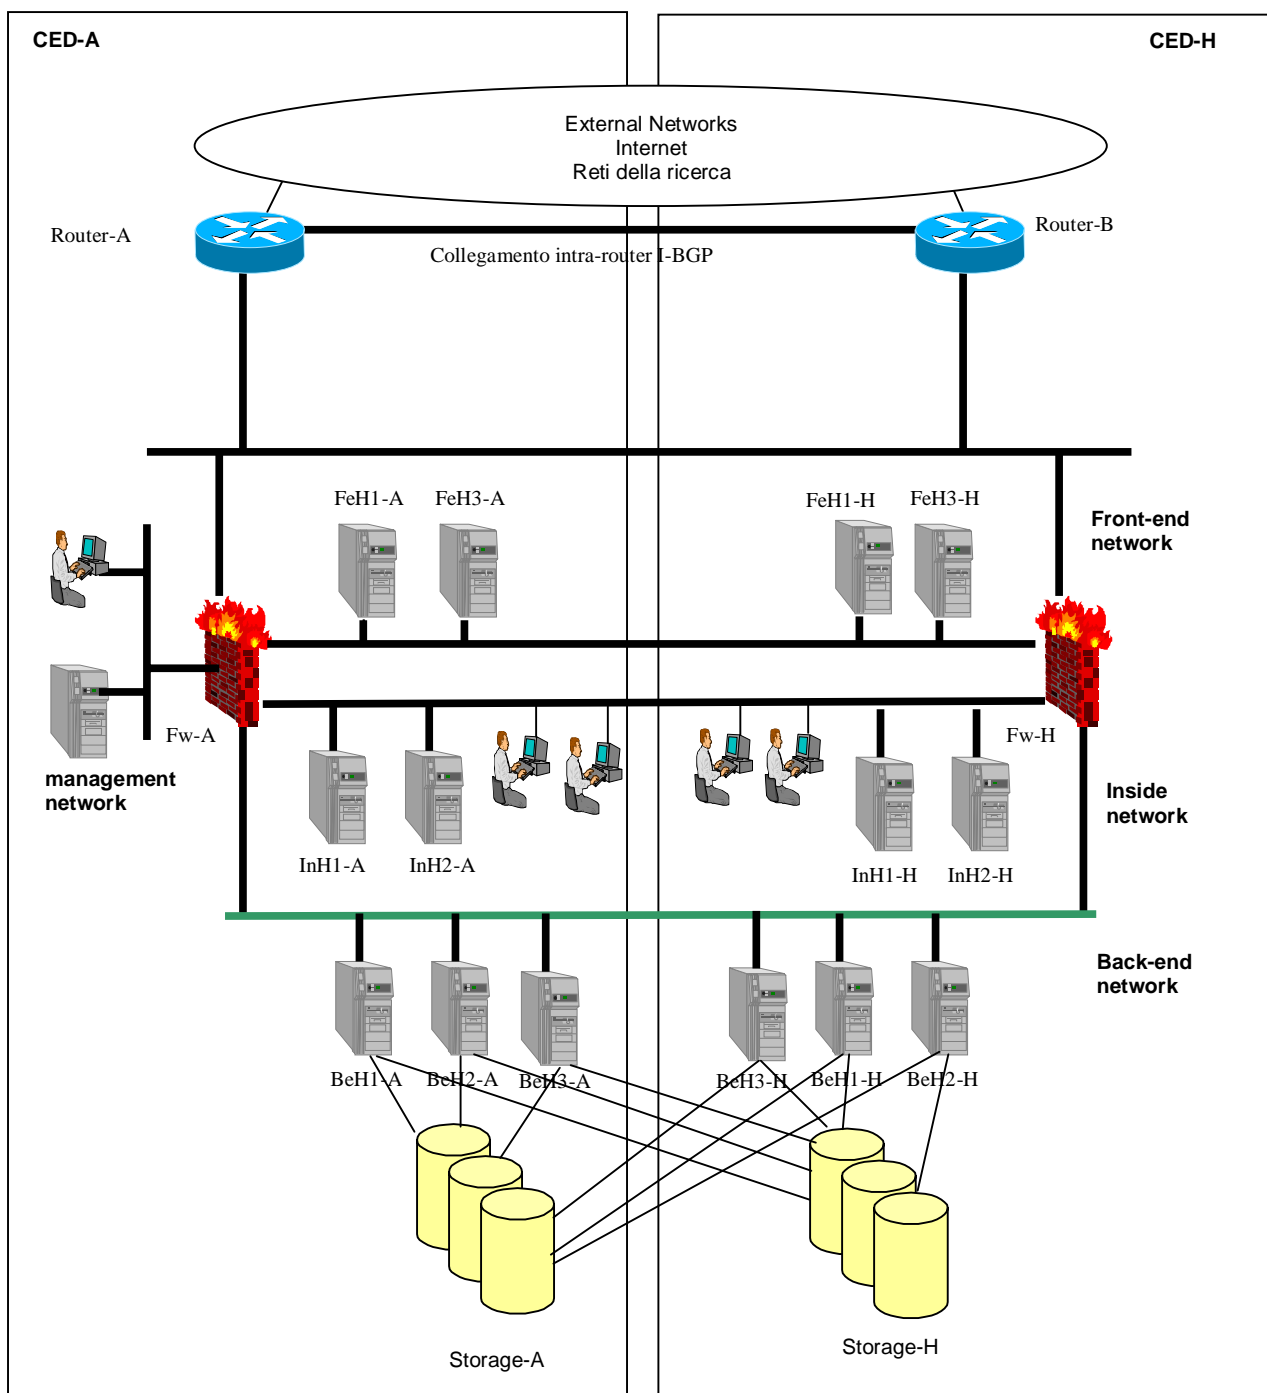 CED-A
CED-H
External Networks
Internet
Reti della ricerca
Router-A
Router-B
Collegamento intra-router I-BGP
FeH1-A
FeH3-A
FeH1-H
FeH3-H
Front-end
network
Fw-A
Fw-H
management
network
Inside
network
InH1-A
InH2-A
InH1-H
InH2-H
Back-end
network
BeH1-A
BeH2-A
BeH3-A
BeH3-H
BeH1-H
BeH2-H
Storage-A
Storage-H